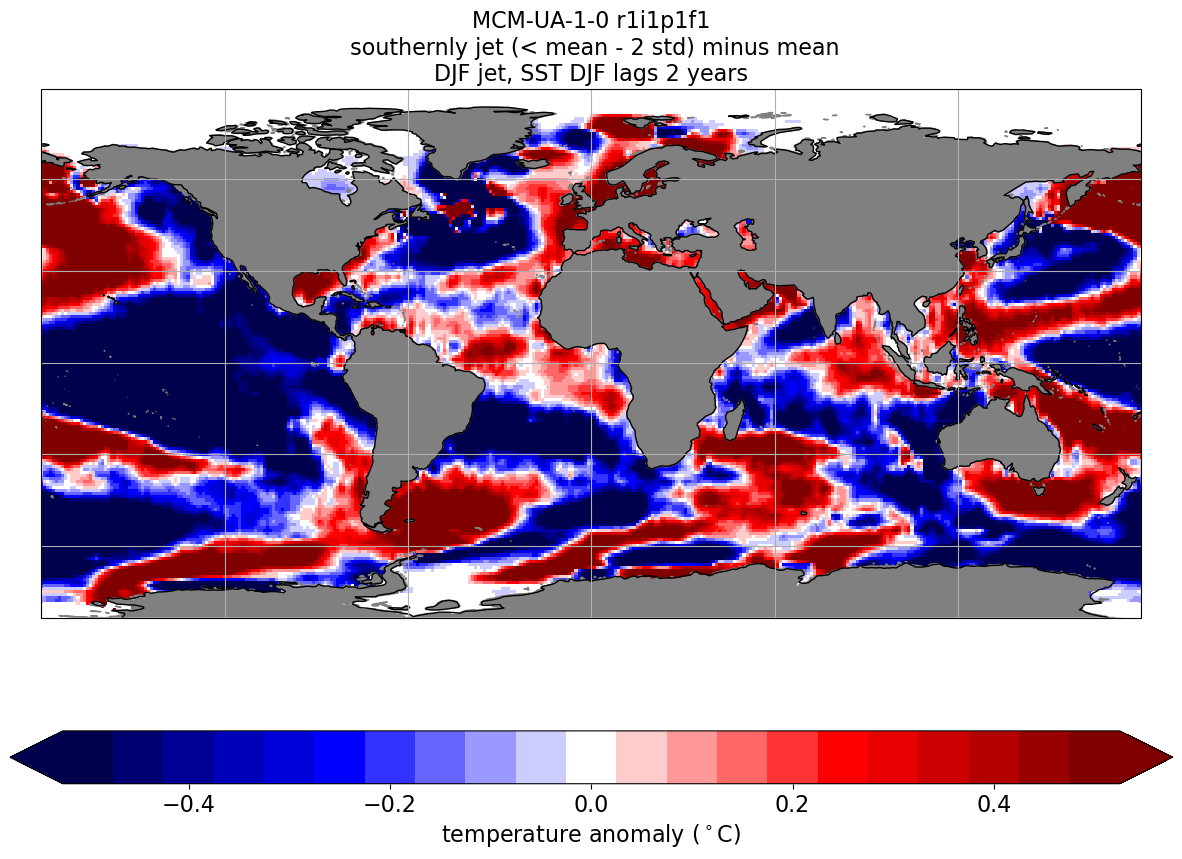 MCM-UA-1-0 r1i1p1f1
southernly jet (< mean - 2 std) minus mean
DJF jet, SST DJF lags 2 years
−0.4 −0.2 0.0 0.2 0.4
temperature anomaly (°C)